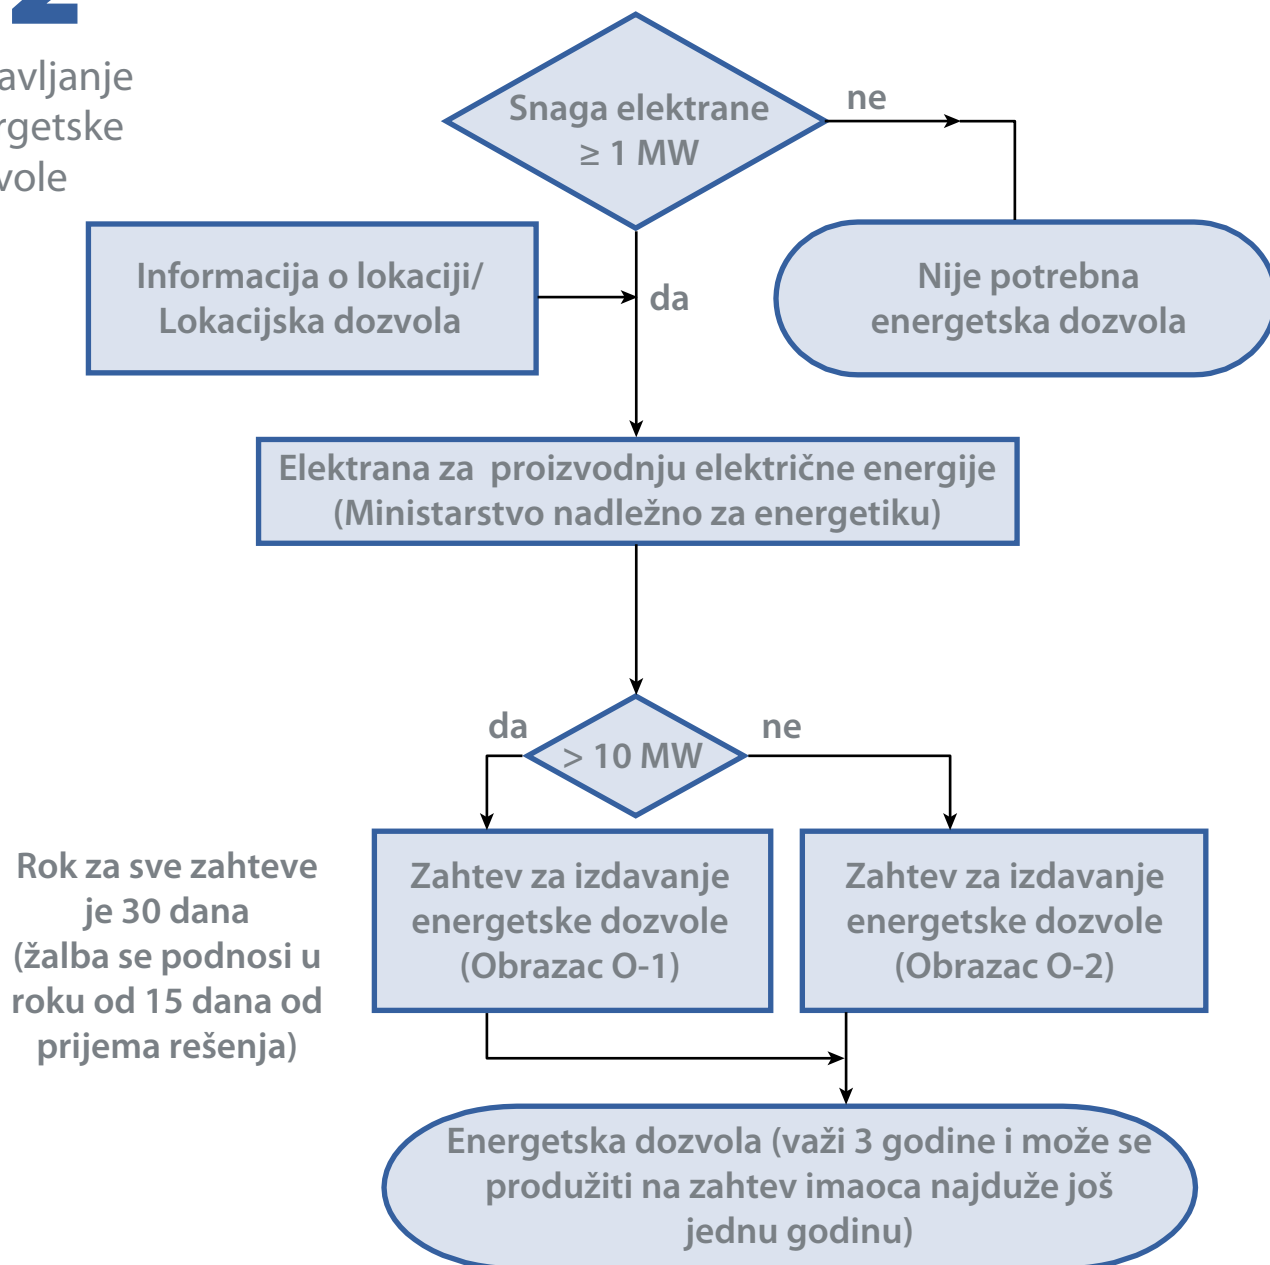 2
avljanje
rgetske
vole
Snaga elektrane
≥ 1 MW
ne
Informacija o lokaciji/
Lokacijska dozvola
da
Nije potrebna
energetska dozvola
Elektrana za proizvodnju električne energije
(Ministarstvo nadležno za energetiku)
da
> 10 MW
ne
Rok za sve zahteve
je 30 dana
(žalba se podnosi u
roku od 15 dana od
prijema rešenja)
Zahtev za izdavanje
energetske dozvole
(Obrazac O-1)
Zahtev za izdavanje
energetske dozvole
(Obrazac O-2)
Energetska dozvola (važi 3 godine i može se
produžiti na zahtev imaoca najduže još
jednu godinu)